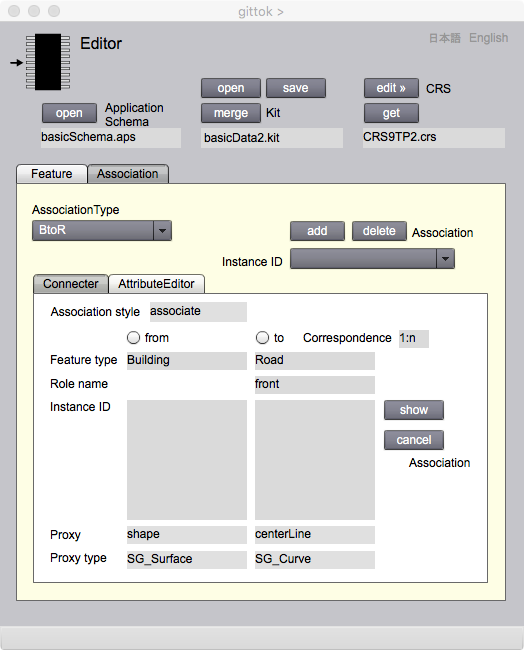 gittok >
Editor
日本語 English
open save edit » CRS
open Application Schema merge Kit get
basicSchema.aps basicData2.kit CRS9TP2.crs
Feature Association
AssociationType
BtoR add delete Association
Instance ID
Connecter AttributeEditor
Association style associate
from to Correspondence 1:n
Feature type Building Road
Role name front
Instance ID show
cancel
Association
Proxy shape centerLine
Proxy type SG_Surface SG_Curve